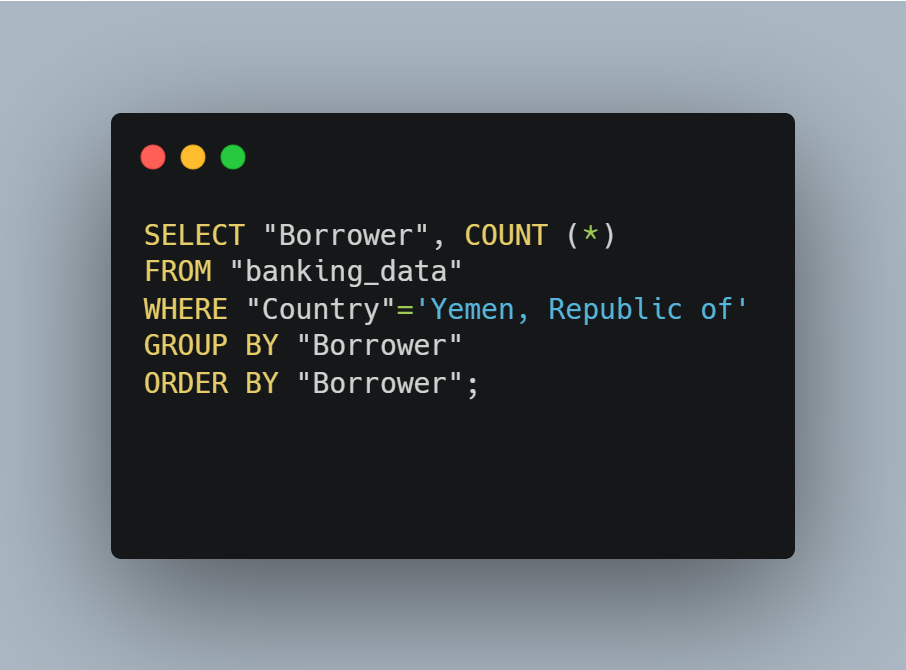 SELECT "Borrower", COUNT (*)
FROM "banking_data"
WHERE "Country"='Yemen, Republic of'
GROUP BY "Borrower"
ORDER BY "Borrower";